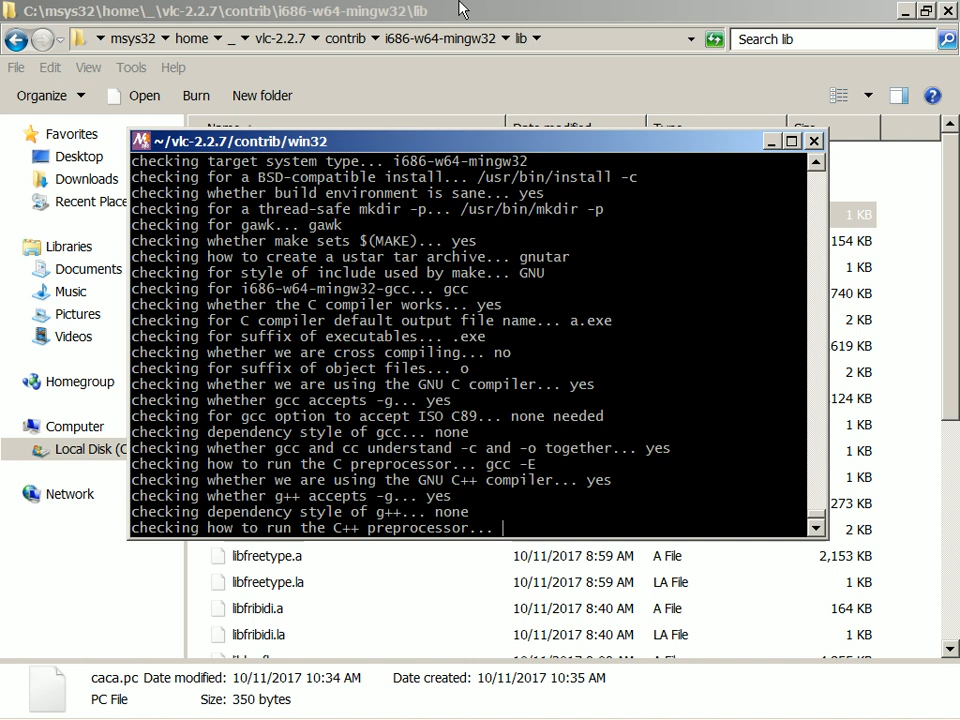 C:\msys32\home\_\vlc-2.2.7\contrib\i686-w64-mingw32\lib
msys32 home _ vlc-2.2.7 contrib i686-w64-mingw32 lib
Search lib
File Edit View Tools Help
Organize Open Burn New folder
Favorites
Desktop
Downloads
Recent Place
Libraries
Documents
Music
Pictures
Videos
Homegroup
Computer
Local Disk (C
Network
~/vlc-2.2.7/contrib/win32
checking target system type... i686-w64-mingw32
checking for a BSD-compatible install... /usr/bin/install -c
checking whether build environment is sane... yes
checking for a thread-safe mkdir -p... /usr/bin/mkdir -p
checking for gawk... gawk
checking whether make sets $(MAKE)... yes
checking how to create a ustar tar archive... gnutar
checking for style of include used by make... GNU
checking for i686-w64-mingw32-gcc... gcc
checking whether the C compiler works... yes
checking for C compiler default output file name... a.exe
checking for suffix of executables... .exe
checking whether we are cross compiling... no
checking for suffix of object files... o
checking whether we are using the GNU C compiler... yes
checking whether gcc accepts -g... yes
checking for gcc option to accept ISO C89... none needed
checking dependency style of gcc... none
checking whether gcc and cc understand -c and -o together... yes
checking how to run the C preprocessor... gcc -E
checking whether we are using the GNU C++ compiler... yes
checking whether g++ accepts -g... yes
checking dependency style of g++... none
checking how to run the C++ preprocessor...
1 KB
154 KB
1 KB
740 KB
2 KB
619 KB
2 KB
124 KB
1 KB
1 KB
273 KB
2 KB
libfreetype.a 10/11/2017 8:59 AM A File 2,153 KB
libfreetype.la 10/11/2017 8:59 AM LA File 1 KB
libfribidi.a 10/11/2017 8:40 AM A File 164 KB
libfribidi.la 10/11/2017 8:40 AM LA File 1 KB
caca.pc Date modified: 10/11/2017 10:34 AM Date created: 10/11/2017 10:35 AM
PC File Size: 350 bytes